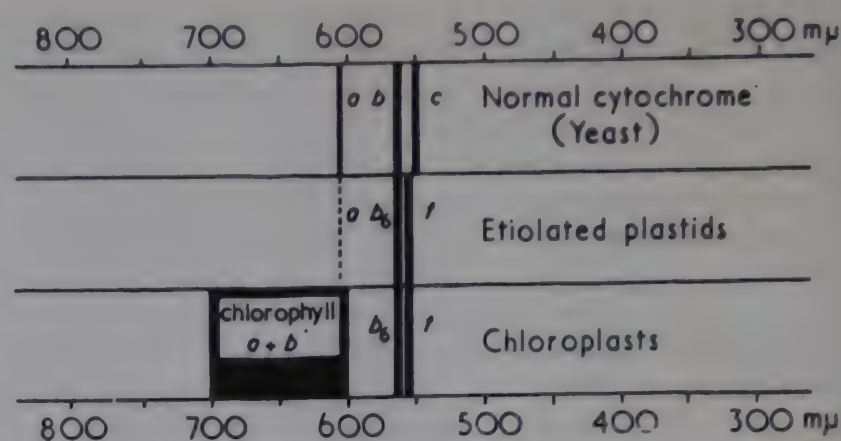 800 700 600 500 400 300 mμ
a b c Normal cytochrome
(Yeast)
a b₆ f Etiolated plastids
chlorophyll
a + b b₆ f Chloroplasts
800 700 600 500 400 300 mμ